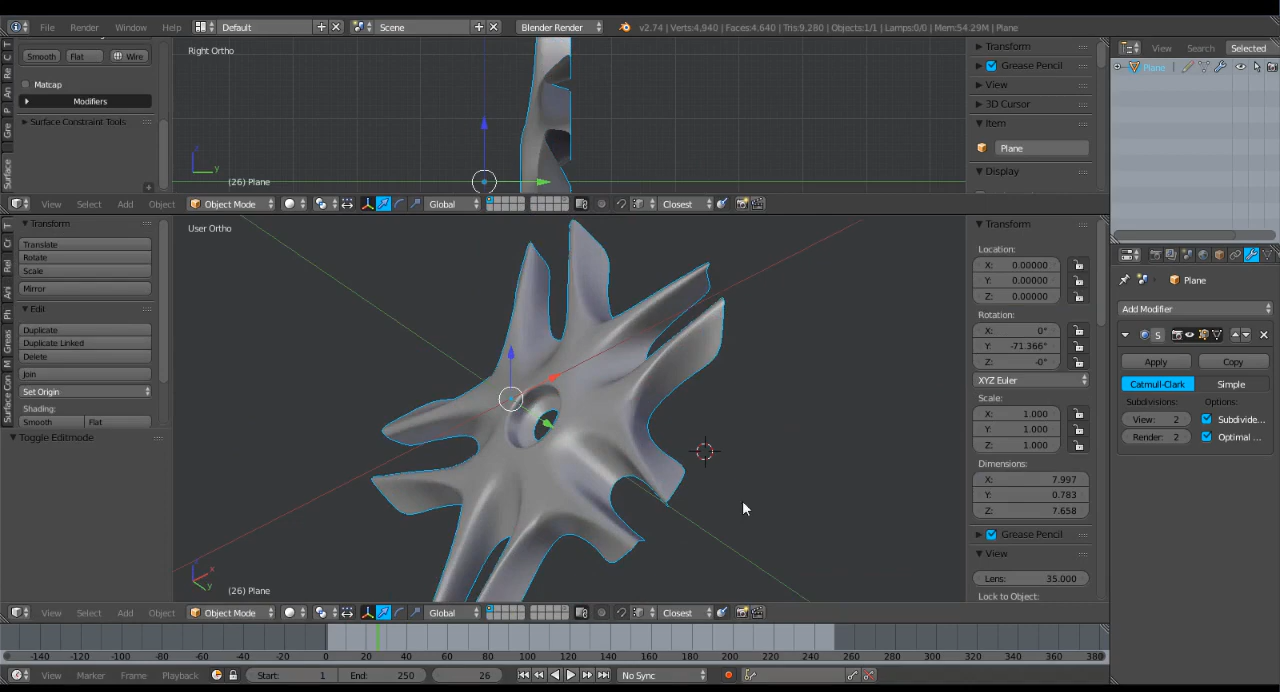 File Render Window Help Default Scene Blender Render v2.74 | Verts:4,940 | Faces:4,640 | Tris:9,280 | Objects:1/1 | Lamps:0/0 | Mem:54.29M | Plane
Smooth Flat Wire
Matcap
Modifiers
Surface Constraint Tools
Right Ortho
(26) Plane
Transform
Grease Pencil
View
3D Cursor
Item
Plane
Display
View Search Selected
Plane
View Select Add Object Object Mode Global Closest
Transform
Translate
Rotate
Scale
Mirror
Edit
Duplicate
Duplicate Linked
Delete
Join
Set Origin
Shading:
Smooth Flat
Toggle Editmode
User Ortho
(26) Plane
Transform
Location:
X: 0.00000
Y: 0.00000
Z: 0.00000
Rotation:
X: 0°
Y: -71.366°
Z: -0°
XYZ Euler
Scale:
X: 1.000
Y: 1.000
Z: 1.000
Dimensions:
X: 7.997
Y: 0.783
Z: 7.658
Grease Pencil
View
Lens: 35.000
Lock to Object:
Plane
Add Modifier
S
Apply Copy
Catmull-Clark Simple
Subdivisions: Options:
View: 2 Subdivide...
Render: 2 Optimal ...
View Select Add Object Object Mode Global Closest
-140 -120 -100 -80 -60 -40 -20 0 20 40 60 80 100 120 140 160 180 200 220 240 260 280 300 320 340 360 380
View Marker Frame Playback Start: 1 End: 250 26 No Sync